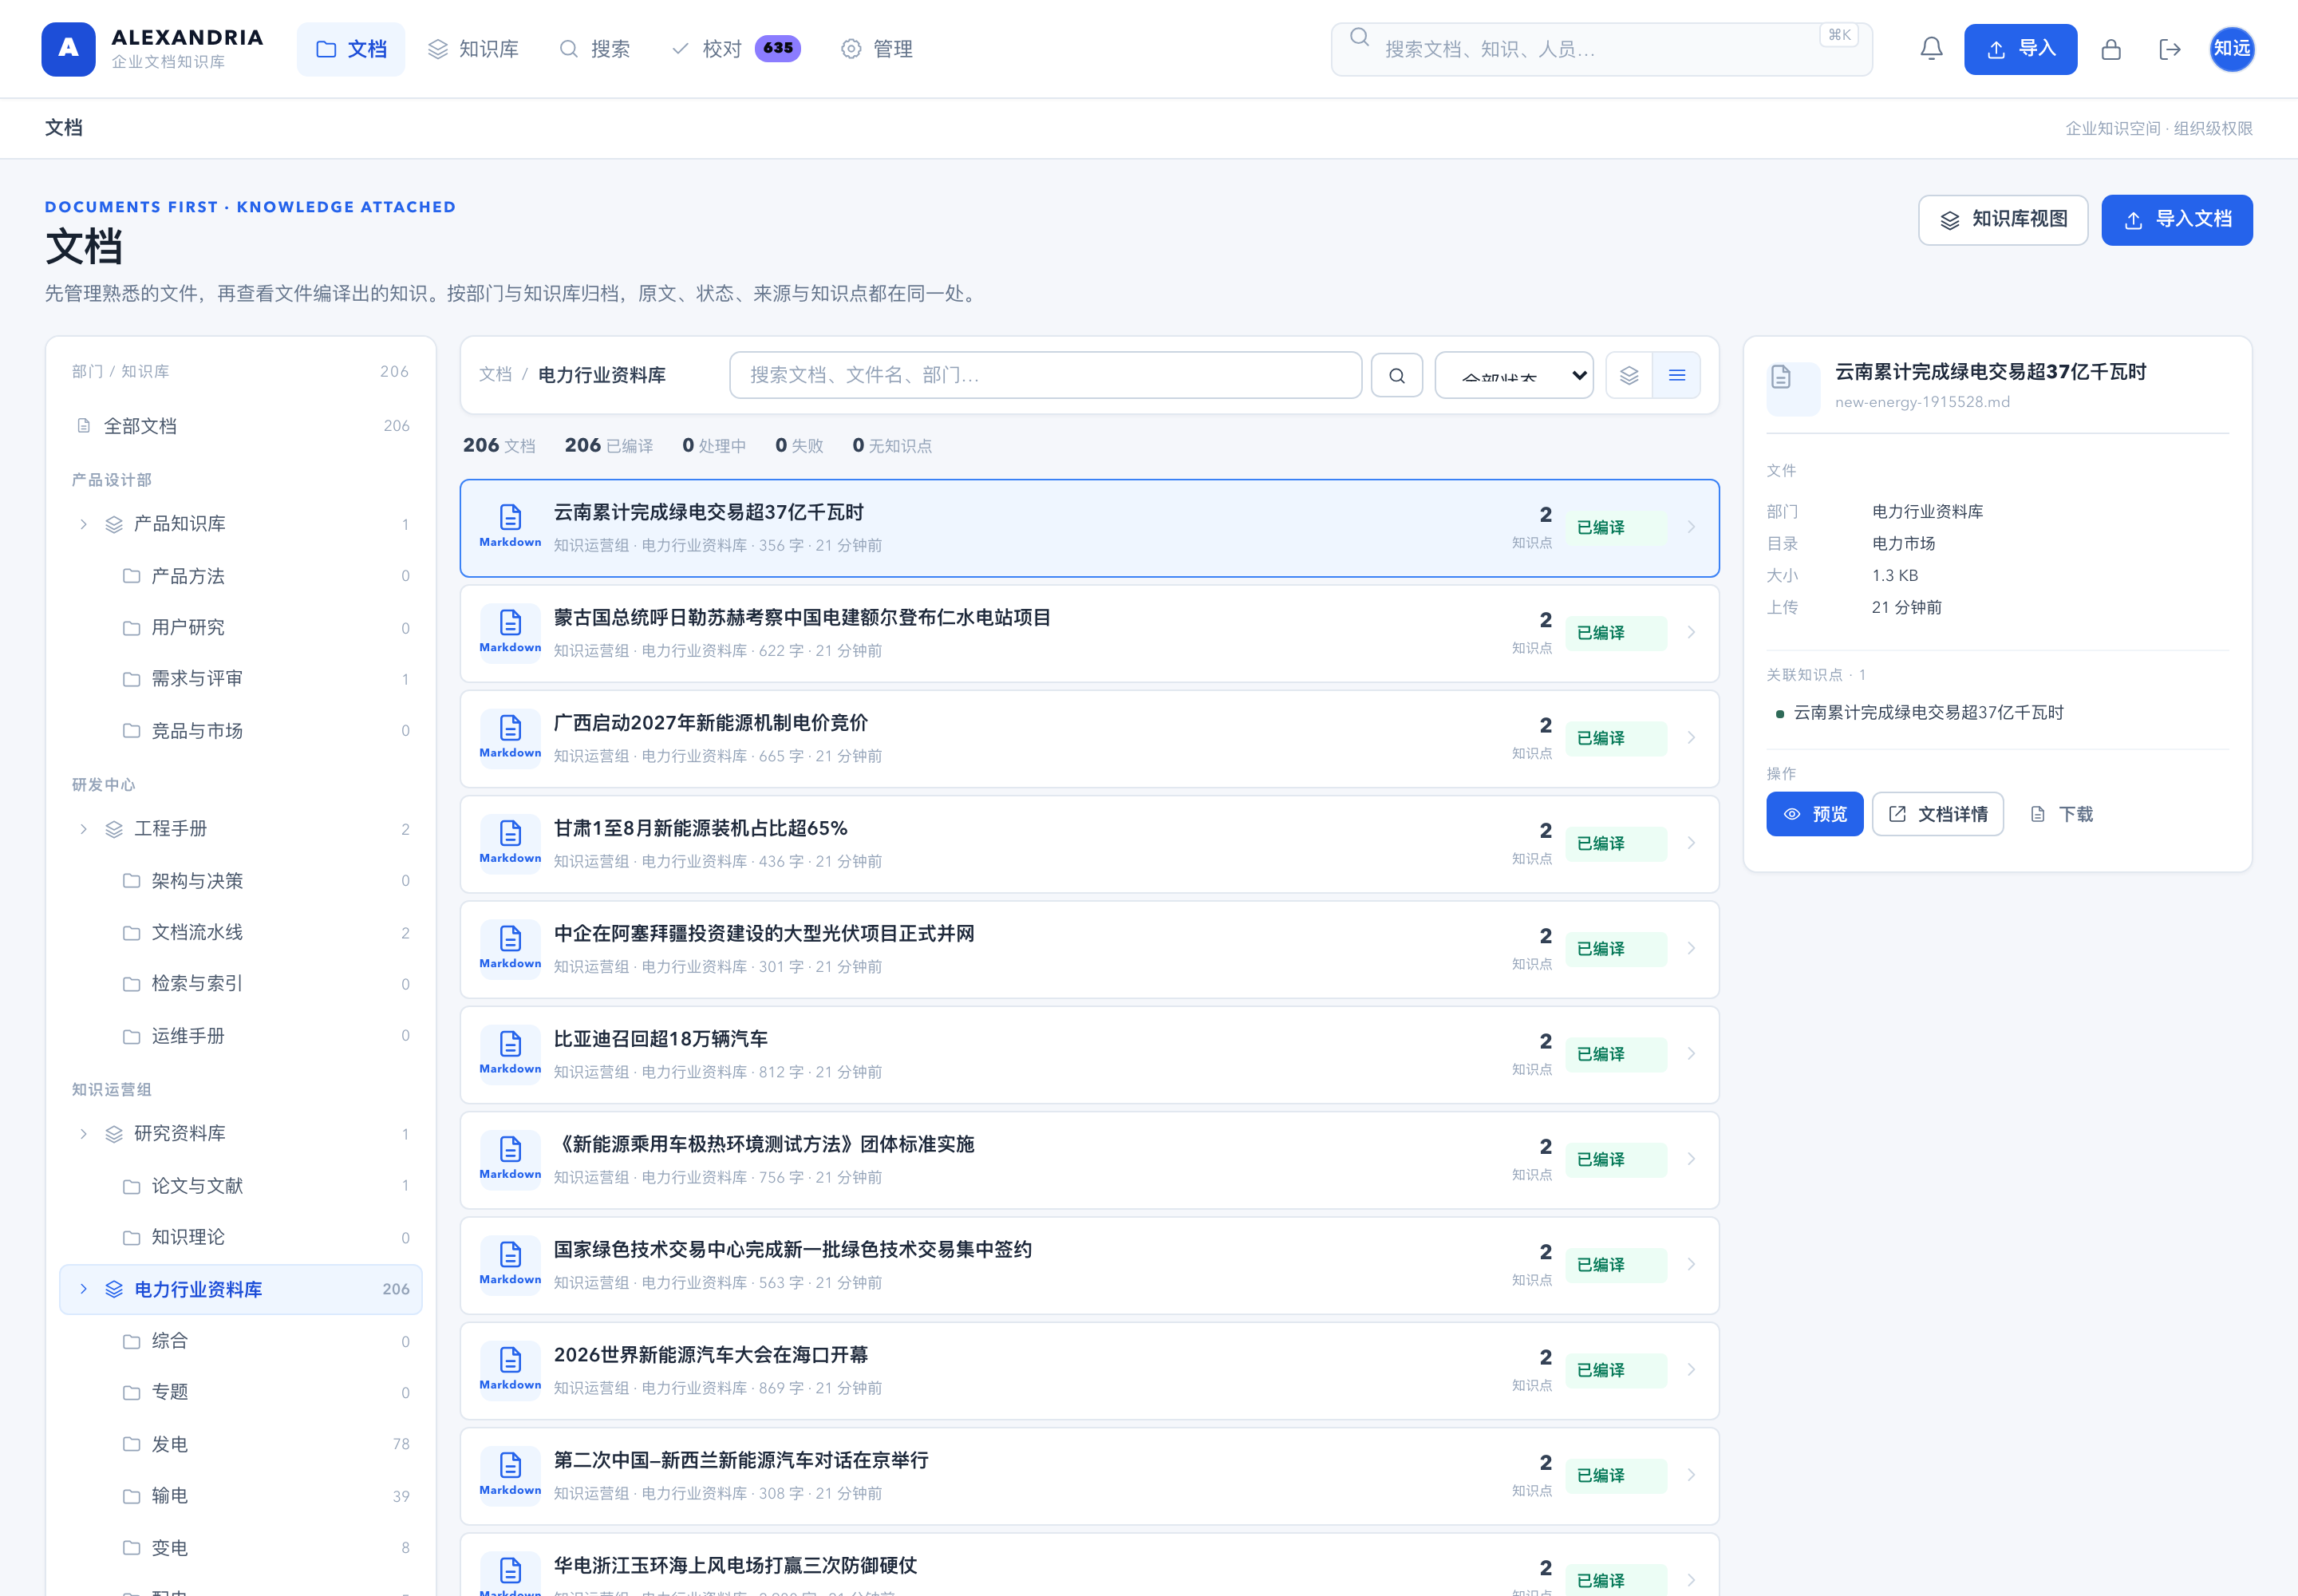 A
ALEXANDRIA
企业文档知识库
文档
知识库
搜索
校对 635
管理
搜索文档、知识、人员…
⌘K
导入
知远
文档
企业知识空间 · 组织级权限
DOCUMENTS FIRST · KNOWLEDGE ATTACHED
文档
先管理熟悉的文件，再查看文件编译出的知识。按部门与知识库归档，原文、状态、来源与知识点都在同一处。
知识库视图
导入文档
部门 / 知识库 206
全部文档 206
产品设计部
产品知识库 1
产品方法 0
用户研究 0
需求与评审 1
竞品与市场 0
研发中心
工程手册 2
架构与决策 0
文档流水线 2
检索与索引 0
运维手册 0
知识运营组
研究资料库 1
论文与文献 1
知识理论 0
电力行业资料库 206
综合 0
专题 0
发电 78
输电 39
变电 8
文档 / 电力行业资料库
搜索文档、文件名、部门…
全部状态
206 文档 206 已编译 0 处理中 0 失败 0 无知识点
Markdown
云南累计完成绿电交易超37亿千瓦时
知识运营组 · 电力行业资料库 · 356 字 · 21 分钟前
2
知识点
已编译
Markdown
蒙古国总统呼日勒苏赫考察中国电建额尔登布仁水电站项目
知识运营组 · 电力行业资料库 · 622 字 · 21 分钟前
2
知识点
已编译
Markdown
广西启动2027年新能源机制电价竞价
知识运营组 · 电力行业资料库 · 665 字 · 21 分钟前
2
知识点
已编译
Markdown
甘肃1至8月新能源装机占比超65%
知识运营组 · 电力行业资料库 · 436 字 · 21 分钟前
2
知识点
已编译
Markdown
中企在阿塞拜疆投资建设的大型光伏项目正式并网
知识运营组 · 电力行业资料库 · 301 字 · 21 分钟前
2
知识点
已编译
Markdown
比亚迪召回超18万辆汽车
知识运营组 · 电力行业资料库 · 812 字 · 21 分钟前
2
知识点
已编译
Markdown
《新能源乘用车极热环境测试方法》团体标准实施
知识运营组 · 电力行业资料库 · 756 字 · 21 分钟前
2
知识点
已编译
Markdown
国家绿色技术交易中心完成新一批绿色技术交易集中签约
知识运营组 · 电力行业资料库 · 563 字 · 21 分钟前
2
知识点
已编译
Markdown
2026世界新能源汽车大会在海口开幕
知识运营组 · 电力行业资料库 · 869 字 · 21 分钟前
2
知识点
已编译
Markdown
第二次中国—新西兰新能源汽车对话在京举行
知识运营组 · 电力行业资料库 · 308 字 · 21 分钟前
2
知识点
已编译
Markdown
华电浙江玉环海上风电场打赢三次防御硬仗
2
知识点
已编译
云南累计完成绿电交易超37亿千瓦时
new-energy-1915528.md
文件
部门 电力行业资料库
目录 电力市场
大小 1.3 KB
上传 21 分钟前
关联知识点 · 1
云南累计完成绿电交易超37亿千瓦时
操作
预览
文档详情
下载